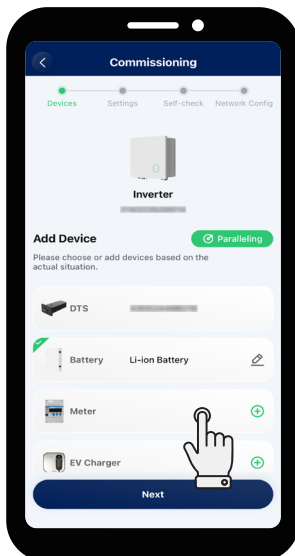 Commissioning
Devices Settings Self-check Network Config
Inverter
Add Device
Paralleling
Please choose or add devices based on the
actual situation.
DTS
Battery Li-ion Battery
Meter
EV Charger
Next